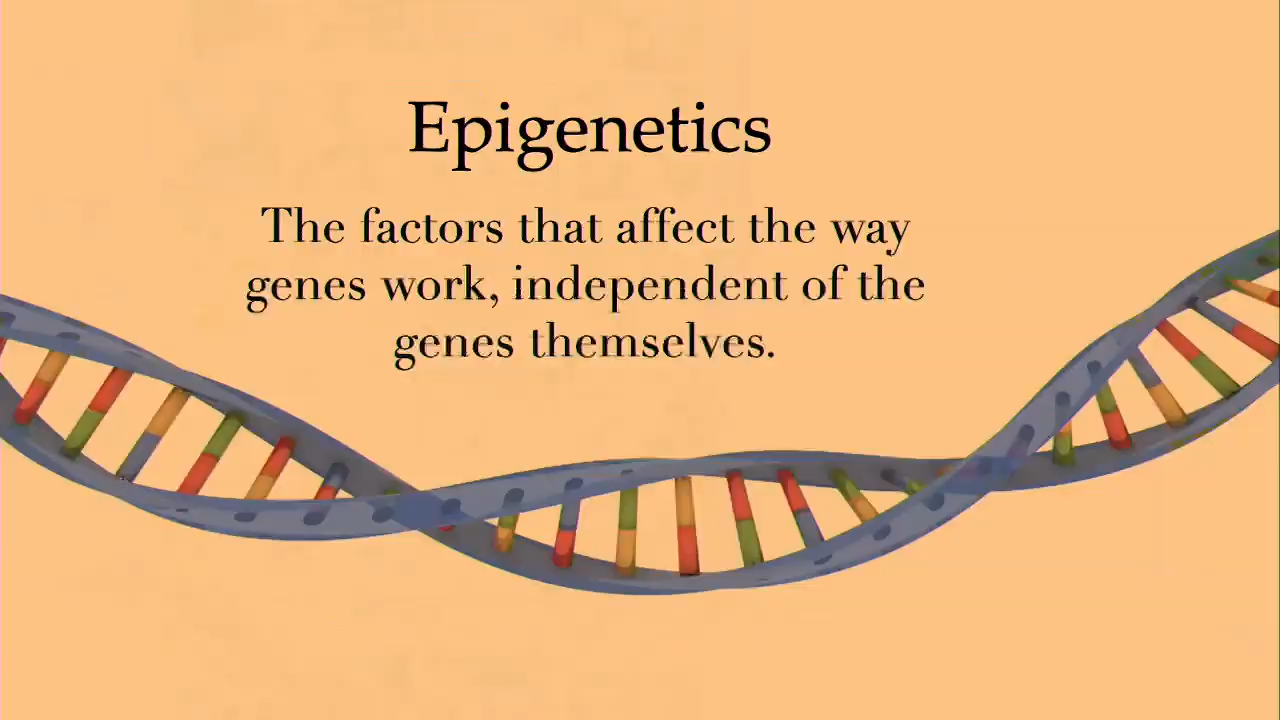 Epigenetics
The factors that affect the way
genes work, independent of the
genes themselves.